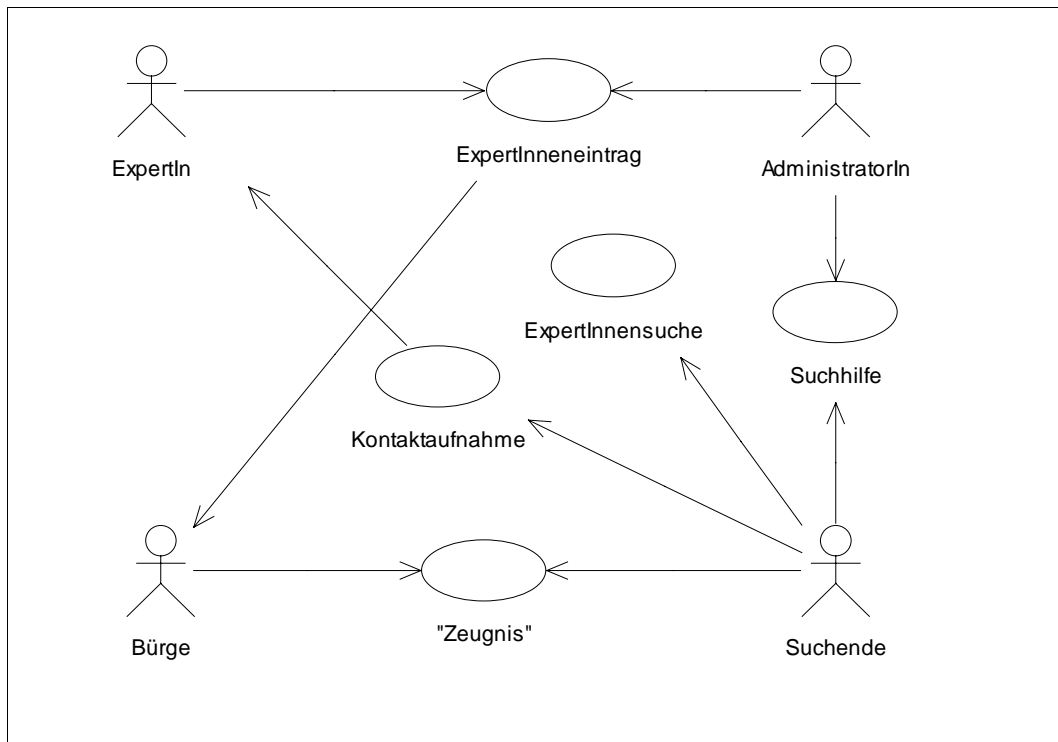 ExpertIn
ExpertInneneintrag
AdministratorIn
ExpertInnensuche
Suchhilfe
Kontaktaufnahme
Bürge
"Zeugnis"
Suchende